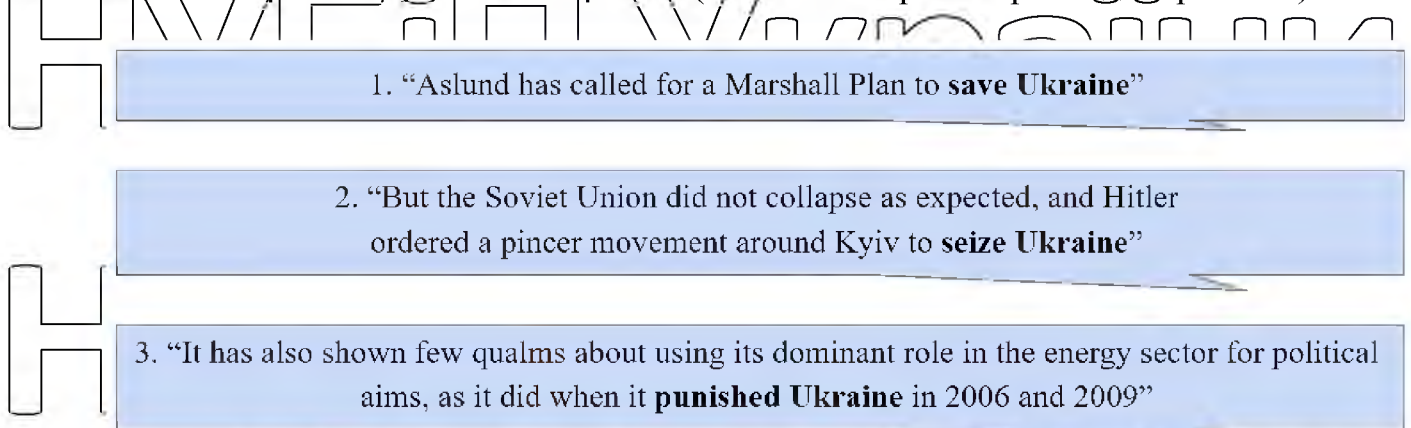 1. “Aslund has called for a Marshall Plan to save Ukraine”
2. “But the Soviet Union did not collapse as expected, and Hitler
ordered a pincer movement around Kyiv to seize Ukraine”
3. “It has also shown few qualms about using its dominant role in the energy sector for political
aims, as it did when it punished Ukraine in 2006 and 2009”